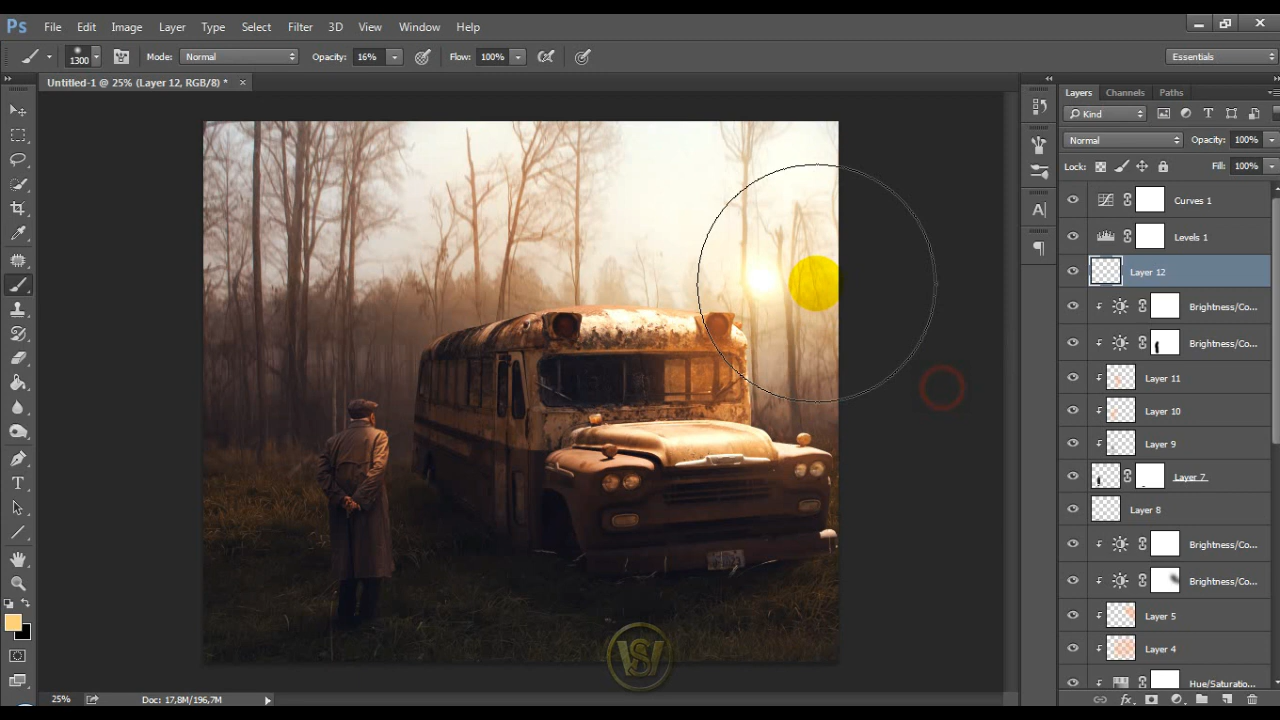 Ps File Edit Image Layer Type Select Filter 3D View Window Help
1300 Mode: Normal Opacity: 16% Flow: 100% Essentials
Untitled-1 @ 25% (Layer 12, RGB/8) * ×
Layers Channels Paths
Kind
Normal Opacity: 100%
Lock: Fill: 100%
Curves 1
Levels 1
Layer 12
Brightness/Co...
Brightness/Co...
Layer 11
Layer 10
Layer 9
Layer 7
Layer 8
Brightness/Co...
Brightness/Co...
Layer 5
Layer 4
Hue/Saturatio...
25% Doc: 17,8M/196,7M